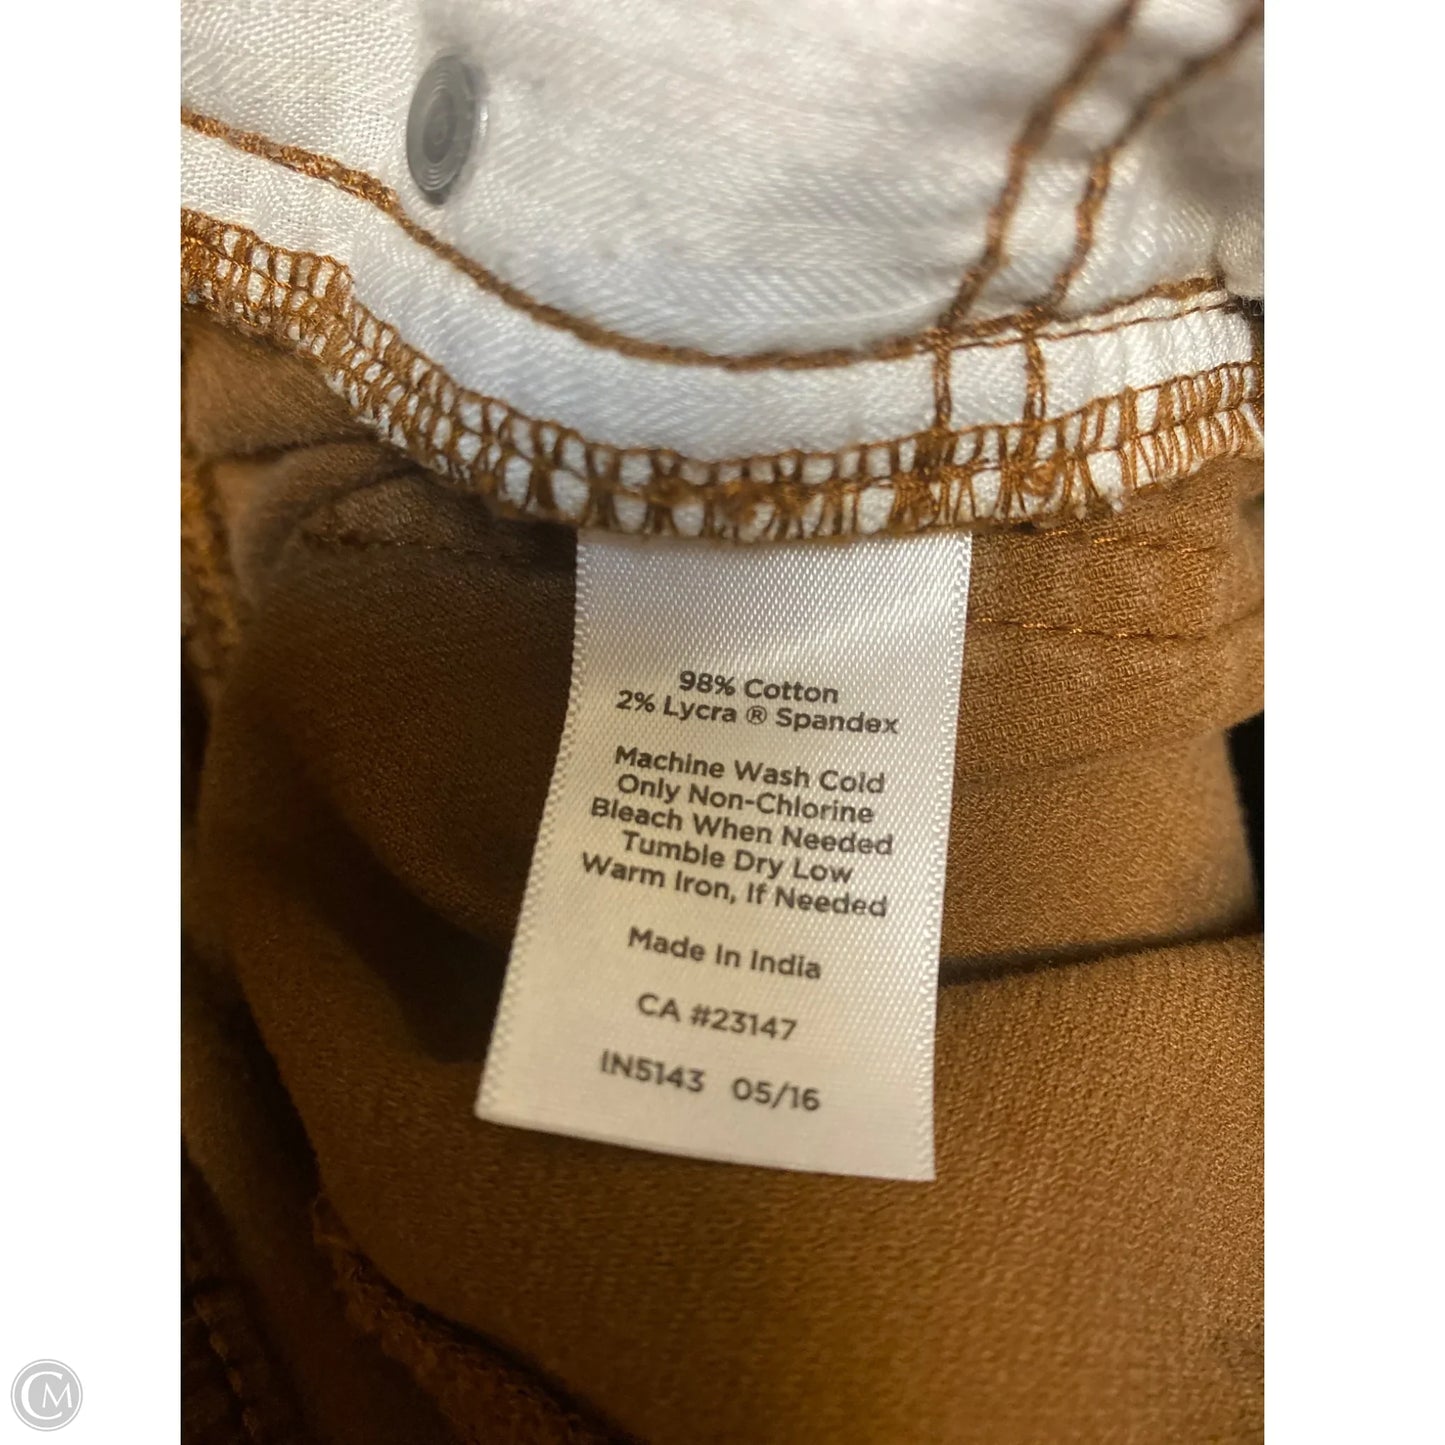 98% Cotton
2% Lycra ® Spandex
Machine Wash Cold
Only Non-Chlorine
Bleach When Needed
Tumble Dry Low
Warm Iron, If Needed
Made In India
CA #23147
IN5143 05/16
CM